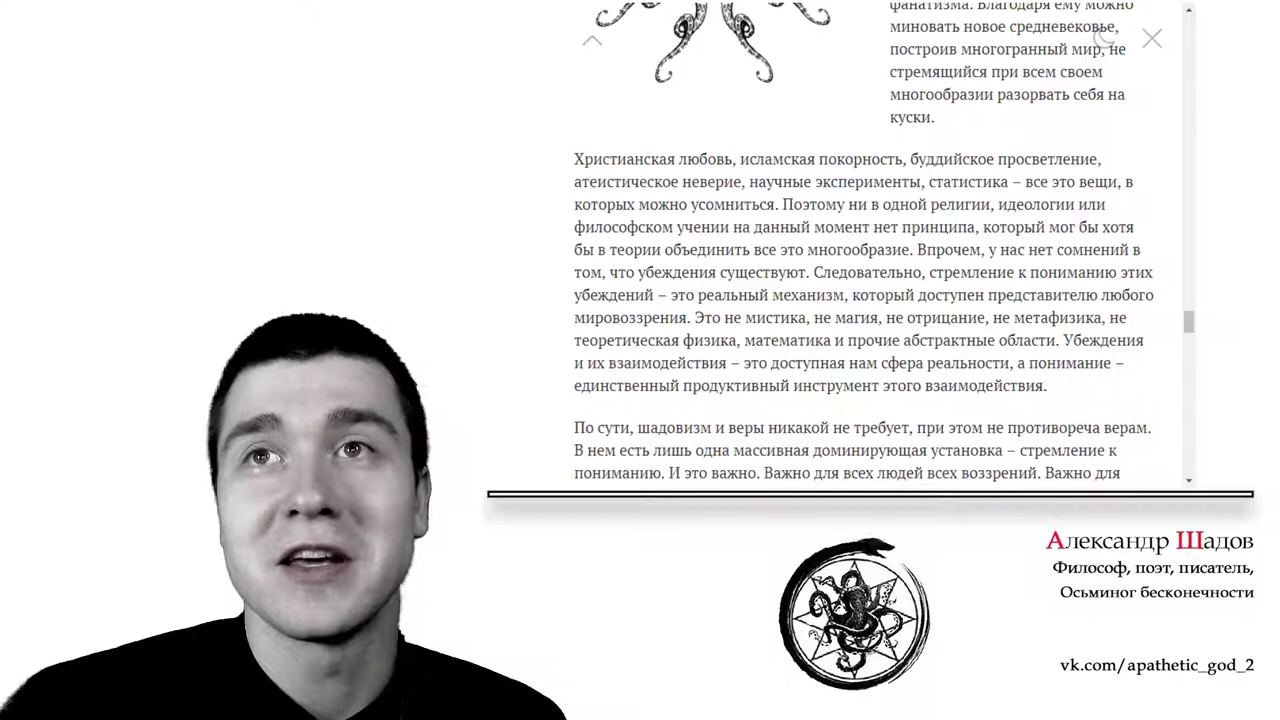 фанатизма. Благодаря ему можно
миновать новое средневековье,
построив многогранный мир, не
стремящийся при всем своем
многообразии разорвать себя на
куски.
Христианская любовь, исламская покорность, буддийское просветление,
атеистическое неверие, научные эксперименты, статистика – все это вещи, в
которых можно усомниться. Поэтому ни в одной религии, идеологии или
философском учении на данный момент нет принципа, который мог бы хотя
бы в теории объединить все это многообразие. Впрочем, у нас нет сомнений в
том, что убеждения существуют. Следовательно, стремление к пониманию этих
убеждений – это реальный механизм, который доступен представителю любого
мировоззрения. Это не мистика, не магия, не отрицание, не метафизика, не
теоретическая физика, математика и прочие абстрактные области. Убеждения
и их взаимодействия – это доступная нам сфера реальности, а понимание –
единственный продуктивный инструмент этого взаимодействия.
По сути, шадовизм и веры никакой не требует, при этом не противореча верам.
В нем есть лишь одна массивная доминирующая установка – стремление к
пониманию. И это важно. Важно для всех людей всех воззрений. Важно для
Александр Шадов
Философ, поэт, писатель,
Осьминог бесконечности
vk.com/apathetic_god_2